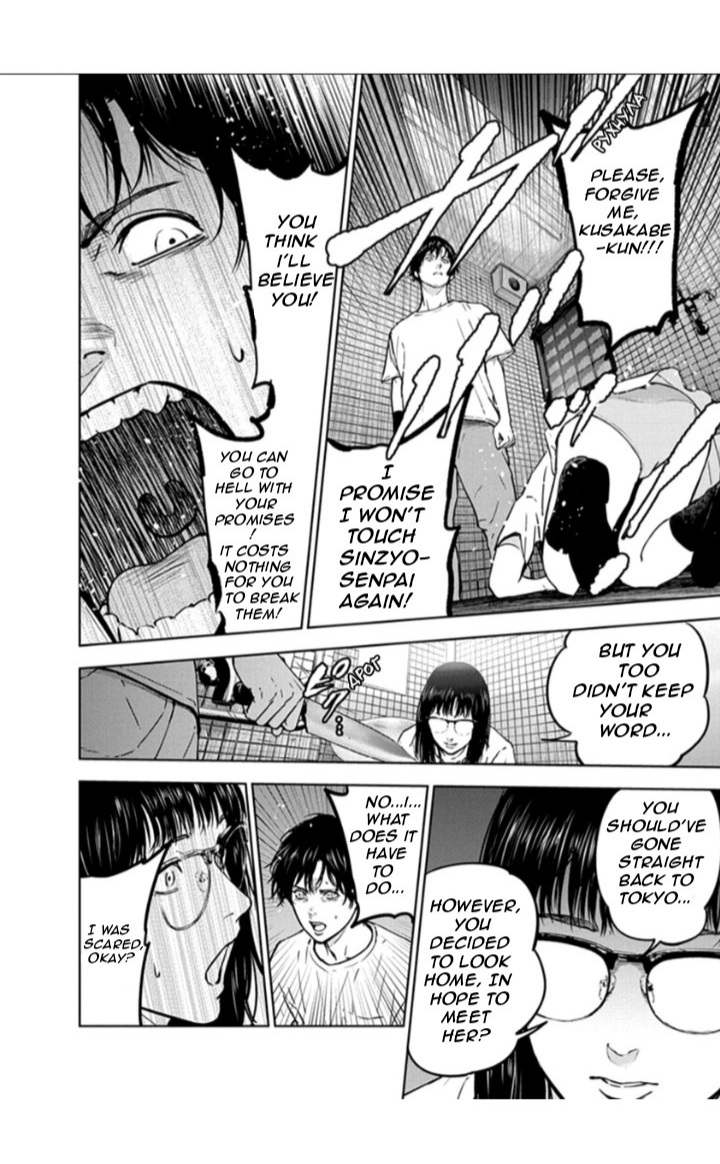 РУХНУЛА
PLEASE,
FORGIVE
ME,
KUSAKABE
-KUN!!!
I
PROMISE
I WON'T
TOUCH
SINZYO-
SENPAI
AGAIN!
YOU
THINK
I'LL
BELIEVE
YOU!
YOU CAN
GO TO
HELL WITH
YOUR
PROMISES
!
IT COSTS
NOTHING
FOR YOU
TO BREAK
THEM!
BUT YOU
TOO
DIDN'T KEEP
YOUR
WORD...
ДРОГ
YOU
SHOULD'VE
GONE
STRAIGHT
BACK TO
TOKYO...
HOWEVER,
YOU
DECIDED
TO LOOK
HOME, IN
HOPE TO
MEET
HER?
NO...I...
WHAT
DOES IT
HAVE
TO
DO...
I WAS
SCARED,
OKAY?